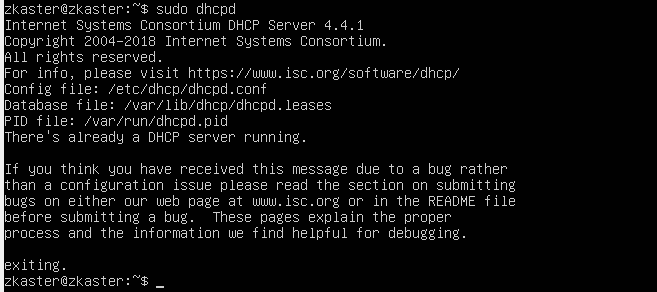 zkaster@zkaster:~$ sudo dhcpd
Internet Systems Consortium DHCP Server 4.4.1
Copyright 2004-2018 Internet Systems Consortium.
All rights reserved.
For info, please visit https://www.isc.org/software/dhcp/
Config file: /etc/dhcp/dhcpd.conf
Database file: /var/lib/dhcp/dhcpd.leases
PID file: /var/run/dhcpd.pid
There's already a DHCP server running.

If you think you have received this message due to a bug rather
than a configuration issue please read the section on submitting
bugs on either our web page at www.isc.org or in the README file
before submitting a bug.  These pages explain the proper
process and the information we find helpful for debugging.

exiting.
zkaster@zkaster:~$ _